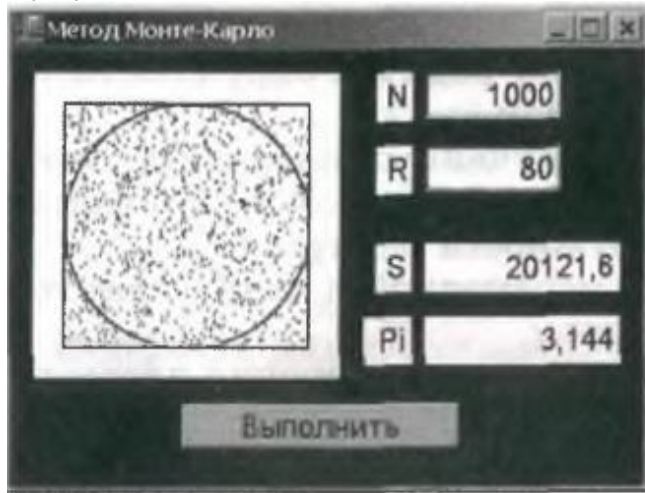 Метод Монте-Карло
N 1000
R 80
S 20121,6
Pi 3,144
Выполнить